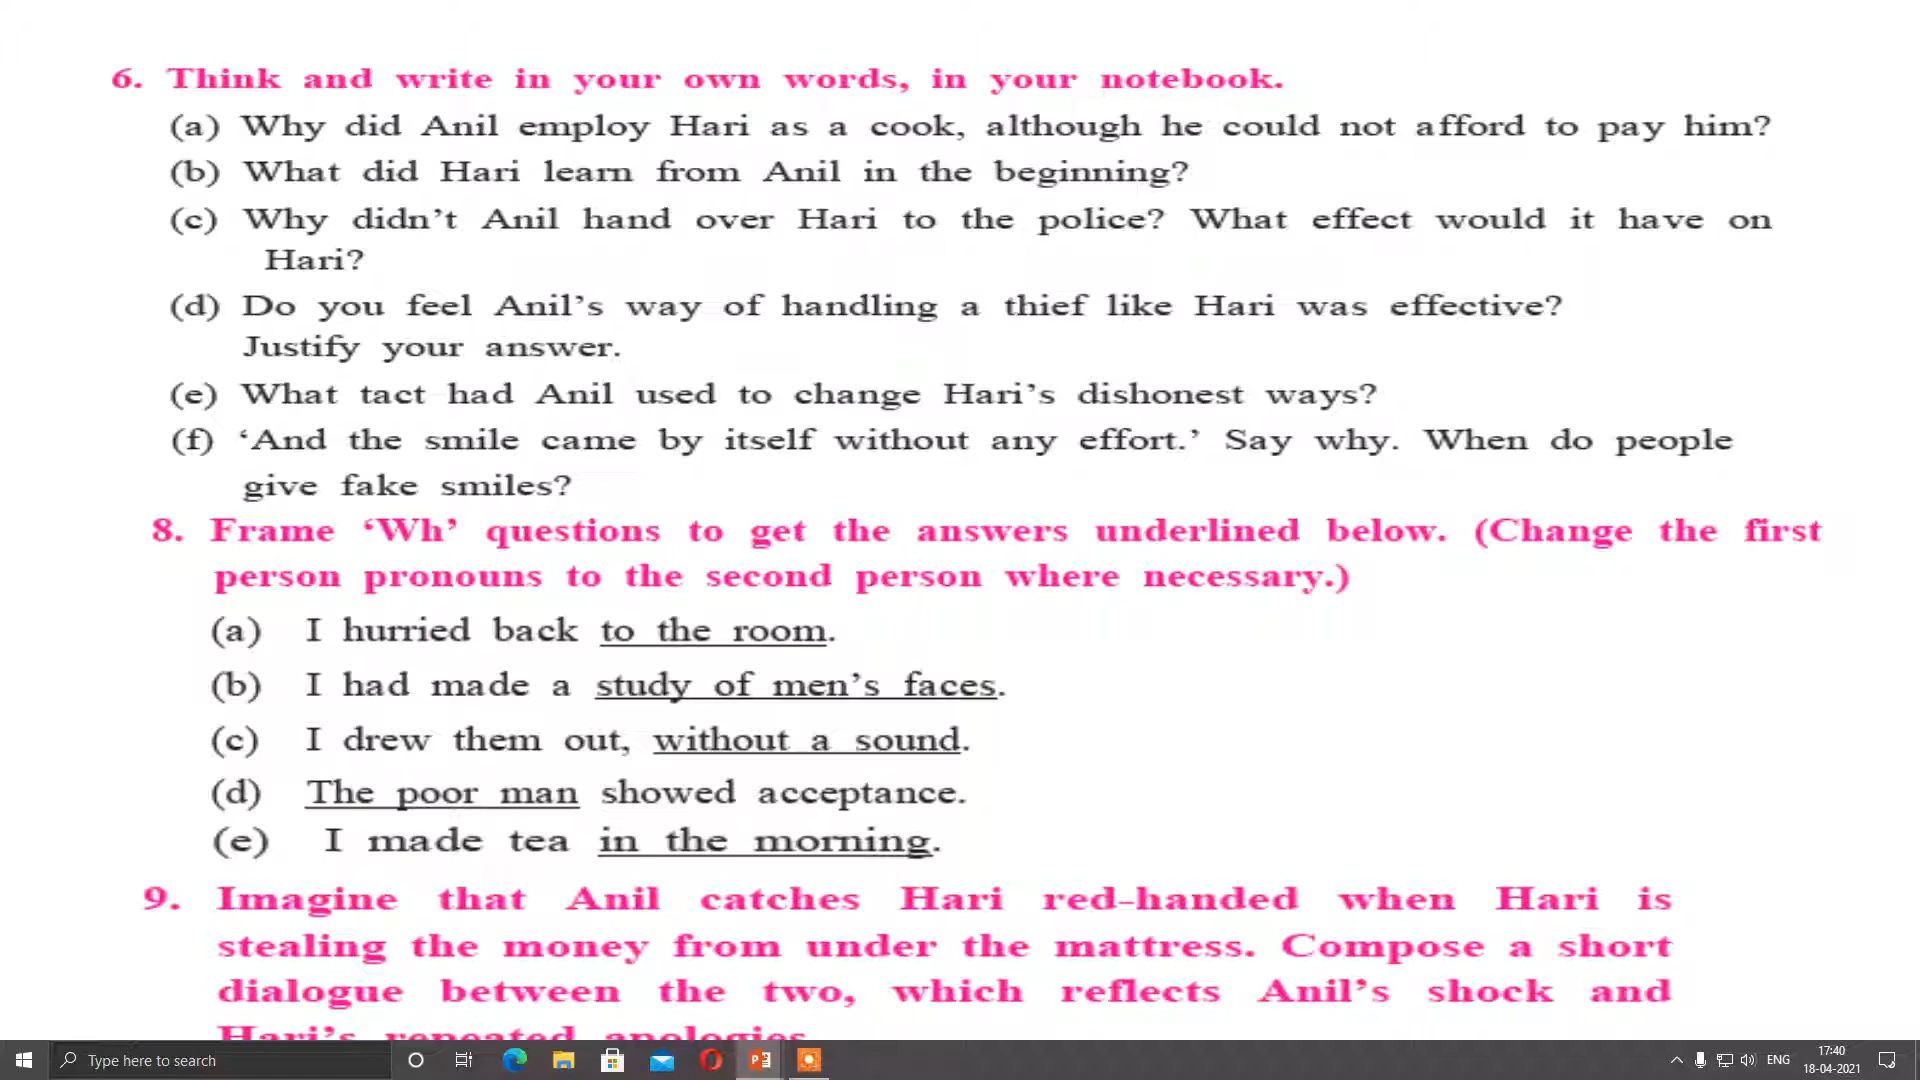 6. Think and write in your own words, in your notebook.
(a) Why did Anil employ Hari as a cook, although he could not afford to pay him?
(b) What did Hari learn from Anil in the beginning?
(c) Why didn’t Anil hand over Hari to the police? What effect would it have on
Hari?
(d) Do you feel Anil’s way of handling a thief like Hari was effective?
Justify your answer.
(e) What tact had Anil used to change Hari’s dishonest ways?
(f) ‘And the smile came by itself without any effort.’ Say why. When do people
give fake smiles?
8. Frame ‘Wh’ questions to get the answers underlined below. (Change the first
person pronouns to the second person where necessary.)
(a) I hurried back to the room.
(b) I had made a study of men’s faces.
(c) I drew them out, without a sound.
(d) The poor man showed acceptance.
(e) I made tea in the morning.
9. Imagine that Anil catches Hari red-handed when Hari is
stealing the money from under the mattress. Compose a short
dialogue between the two, which reflects Anil’s shock and
Hari’s repeated apologies.
Type here to search
ENG
17:40
18-04-2021